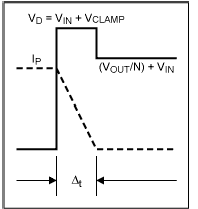 V_D = V_IN + V_CLAMP
I_P
(V_OUT/N) + V_IN
Δ_t